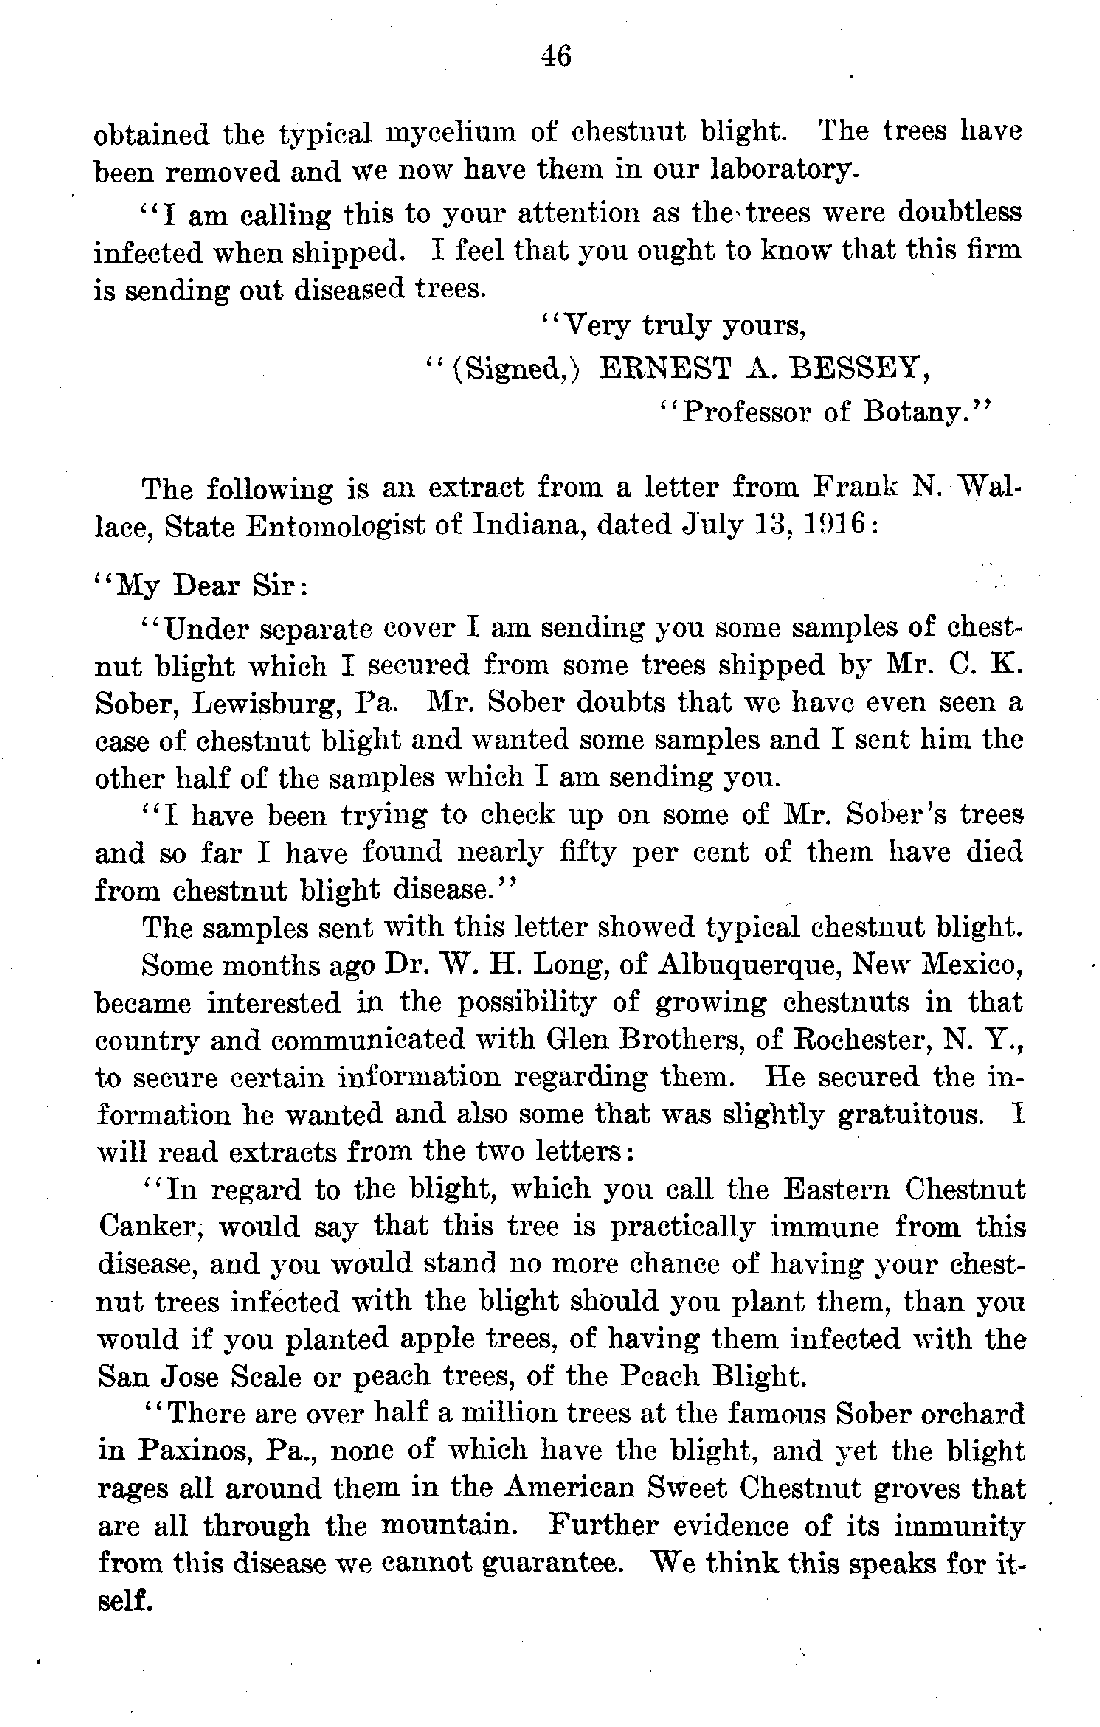 46
obtained the typical mycelium of chestnut blight. The trees have
been removed and we now have them in our laboratory.
"I am calling this to your attention as the trees were doubtless
infected when shipped. I feel that you ought to know that this firm
is sending out diseased trees.
"Very truly yours,
"(Signed,) ERNEST A. BESSEY,
"Professor of Botany."
The following is an extract from a letter from Frank N. Wal-
lace, State Entomologist of Indiana, dated July 13, 1916:
"My Dear Sir:
"Under separate cover I am sending you some samples of chest-
nut blight which I secured from some trees shipped by Mr. C. K.
Sober, Lewisburg, Pa. Mr. Sober doubts that we have even seen a
case of chestnut blight and wanted some samples and I sent him the
other half of the samples which I am sending you.
"I have been trying to check up on some of Mr. Sober's trees
and so far I have found nearly fifty per cent of them have died
from chestnut blight disease."
The samples sent with this letter showed typical chestnut blight.
Some months ago Dr. W. H. Long, of Albuquerque, New Mexico,
became interested in the possibility of growing chestnuts in that
country and communicated with Glen Brothers, of Rochester, N. Y.,
to secure certain information regarding them. He secured the in-
formation he wanted and also some that was slightly gratuitous. I
will read extracts from the two letters:
"In regard to the blight, which you call the Eastern Chestnut
Canker, would say that this tree is practically immune from this
disease, and you would stand no more chance of having your chest-
nut trees infected with the blight should you plant them, than you
would if you planted apple trees, of having them infected with the
San Jose Scale or peach trees, of the Peach Blight.
"There are over half a million trees at the famous Sober orchard
in Paxinos, Pa., none of which have the blight, and yet the blight
rages all around them in the American Sweet Chestnut groves that
are all through the mountain. Further evidence of its immunity
from this disease we cannot guarantee. We think this speaks for it-
self.